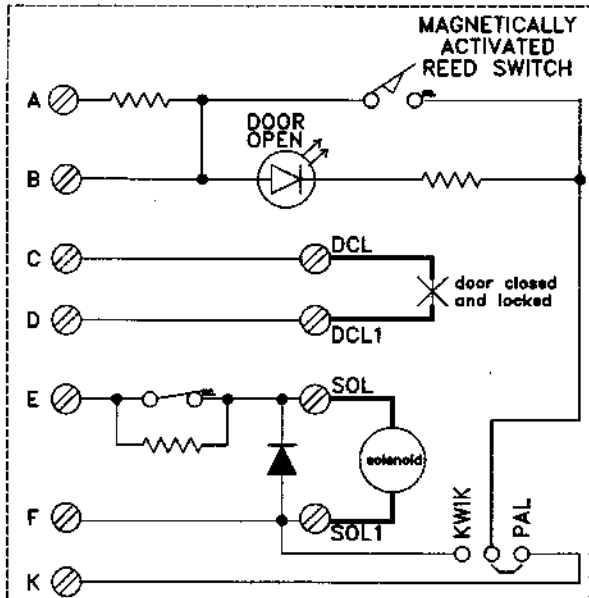 MAGNETICALLY
ACTIVATED
REED SWITCH
A
DOOR
OPEN
B
C
DCL
door closed
and locked
D
DCL1
E
SOL
solenoid
F
SOL1
KWIK
PAL
K